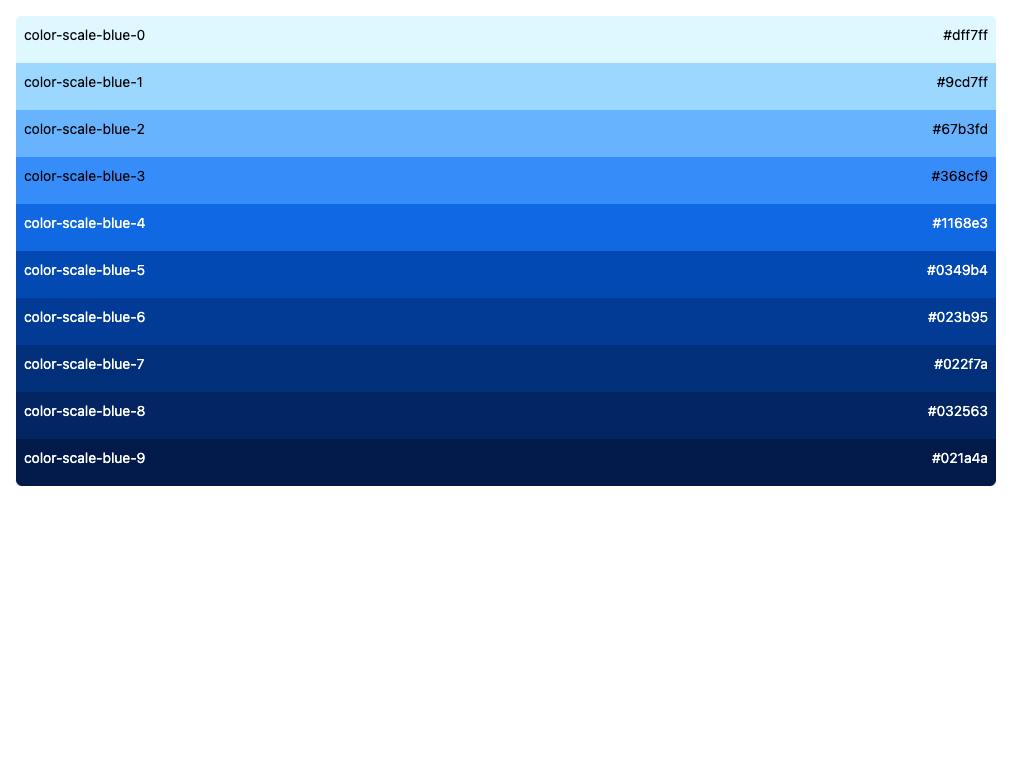 color-scale-blue-0 #dff7ff
color-scale-blue-1 #9cd7ff
color-scale-blue-2 #67b3fd
color-scale-blue-3 #368cf9
color-scale-blue-4 #1168e3
color-scale-blue-5 #0349b4
color-scale-blue-6 #023b95
color-scale-blue-7 #022f7a
color-scale-blue-8 #032563
color-scale-blue-9 #021a4a